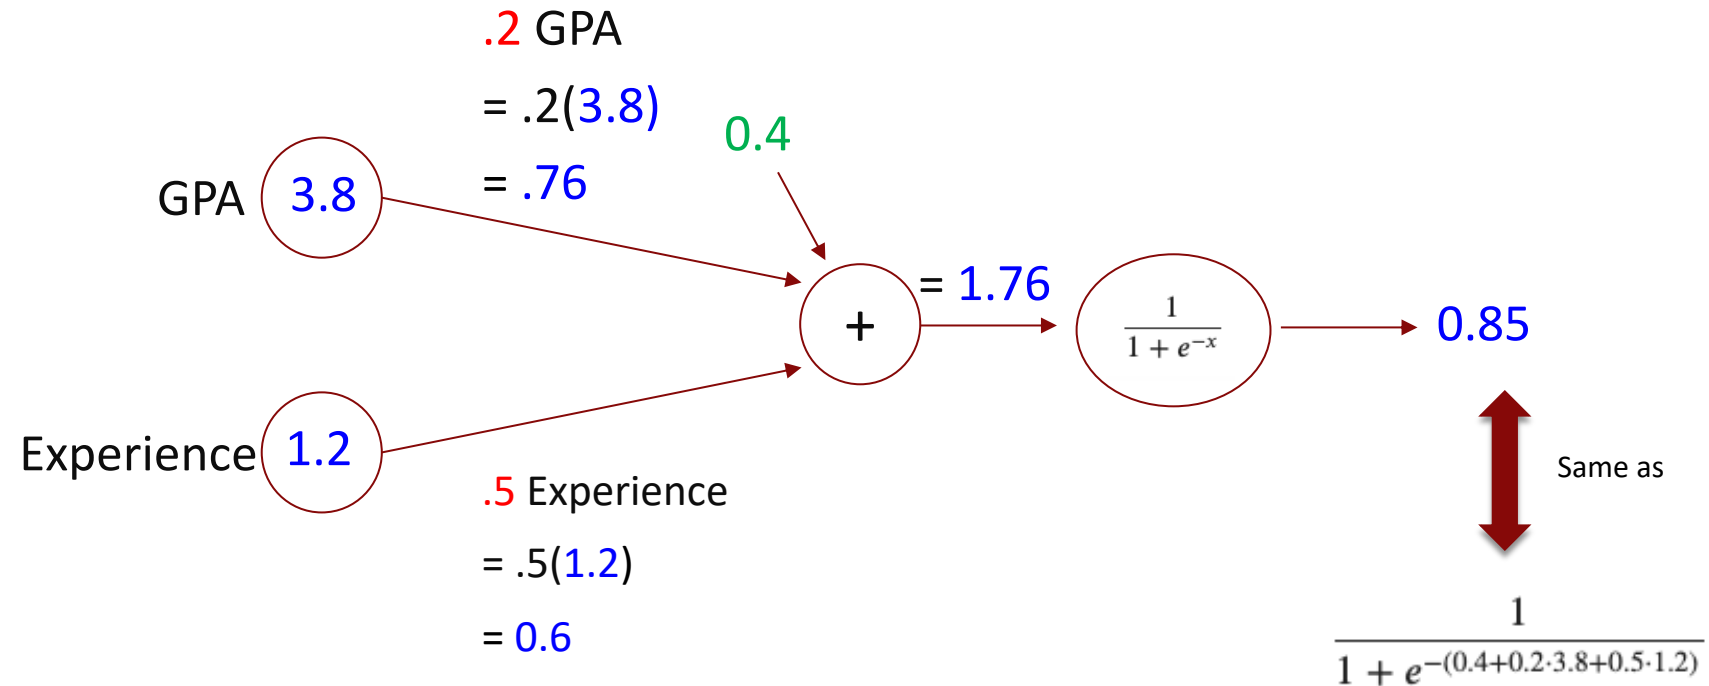 .2 GPA
= .2(3.8)
= .76
0.4
GPA
3.8
+
= 1.76
1
1 + e^{-x}
0.85
Experience
1.2
.5 Experience
= .5(1.2)
= 0.6
Same as
1
1 + e^{-(0.4+0.2·3.8+0.5·1.2)}